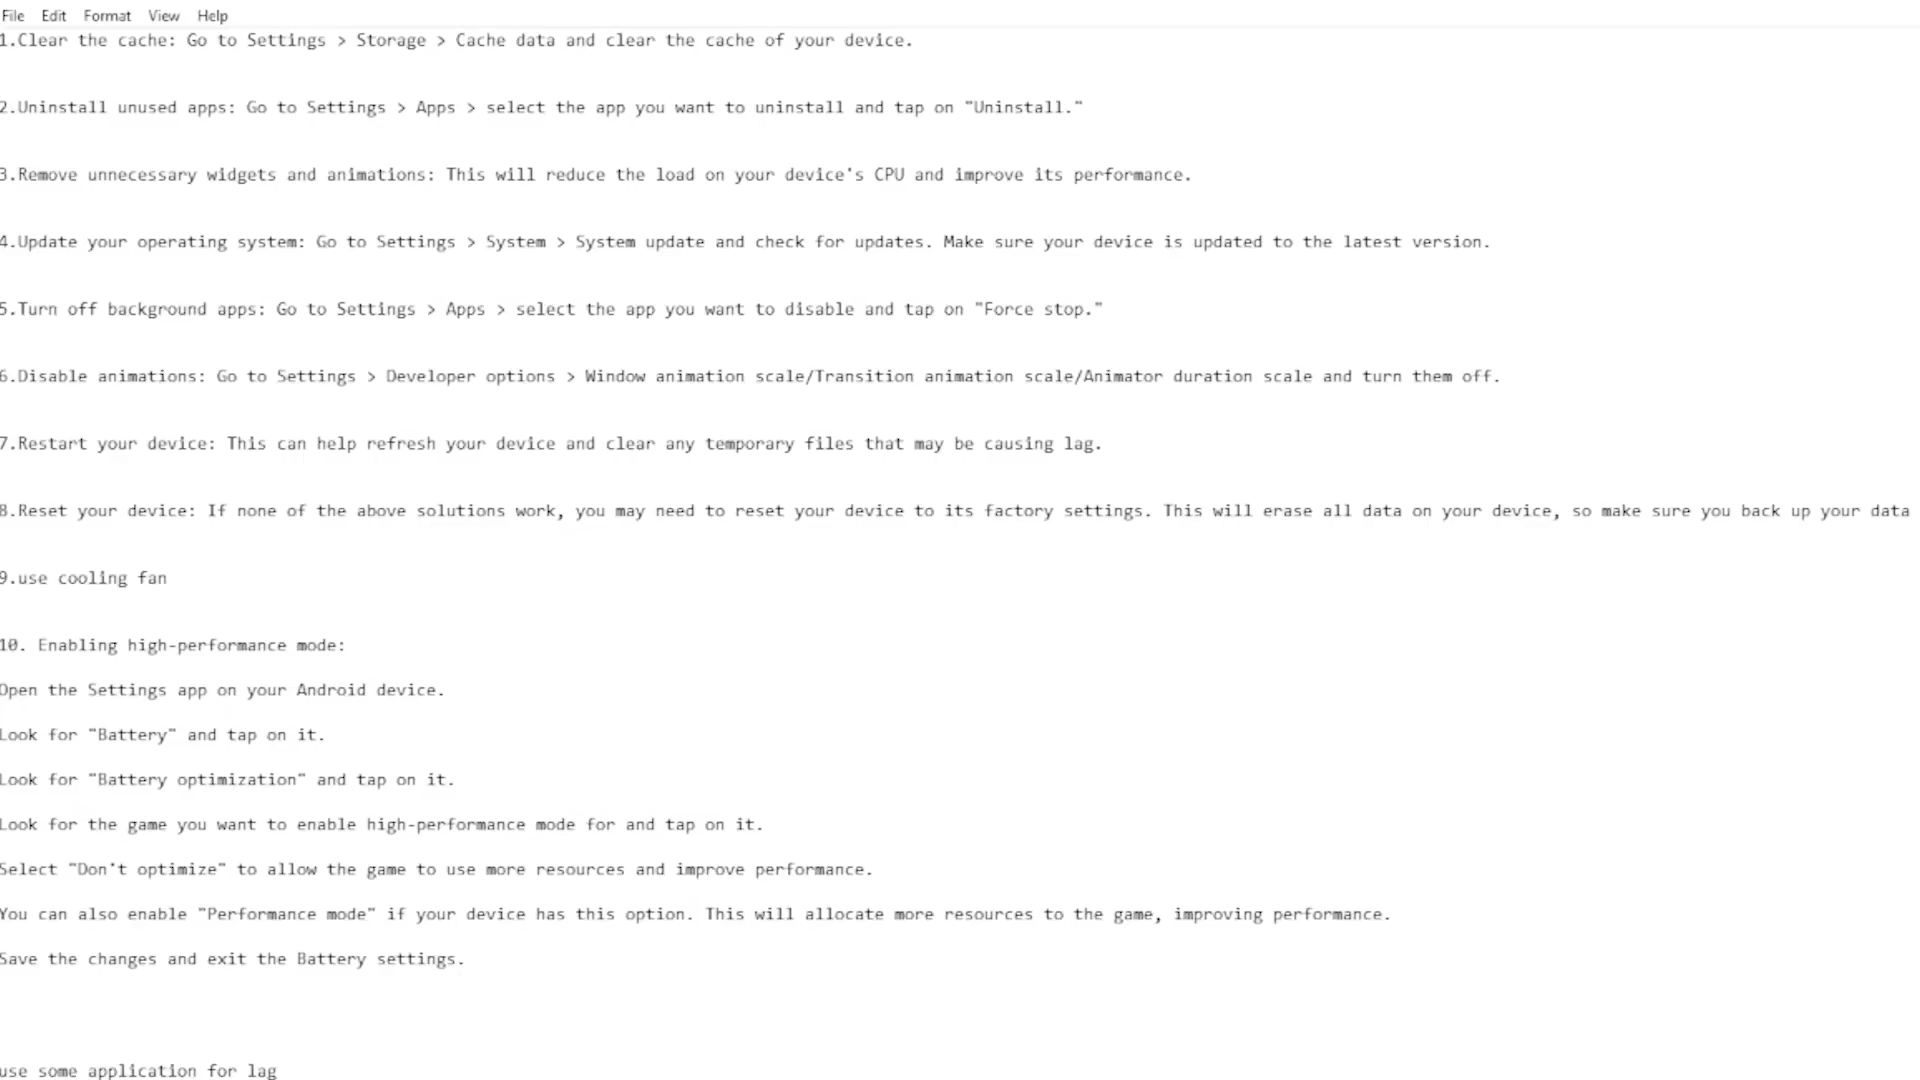 File Edit Format View Help
1.Clear the cache: Go to Settings > Storage > Cache data and clear the cache of your device.
2.Uninstall unused apps: Go to Settings > Apps > select the app you want to uninstall and tap on "Uninstall."
3.Remove unnecessary widgets and animations: This will reduce the load on your device's CPU and improve its performance.
4.Update your operating system: Go to Settings > System > System update and check for updates. Make sure your device is updated to the latest version.
5.Turn off background apps: Go to Settings > Apps > select the app you want to disable and tap on "Force stop."
6.Disable animations: Go to Settings > Developer options > Window animation scale/Transition animation scale/Animator duration scale and turn them off.
7.Restart your device: This can help refresh your device and clear any temporary files that may be causing lag.
8.Reset your device: If none of the above solutions work, you may need to reset your device to its factory settings. This will erase all data on your device, so make sure you back up your data
9.use cooling fan
10. Enabling high-performance mode:
Open the Settings app on your Android device.
Look for "Battery" and tap on it.
Look for "Battery optimization" and tap on it.
Look for the game you want to enable high-performance mode for and tap on it.
Select "Don't optimize" to allow the game to use more resources and improve performance.
You can also enable "Performance mode" if your device has this option. This will allocate more resources to the game, improving performance.
Save the changes and exit the Battery settings.
use some application for lag